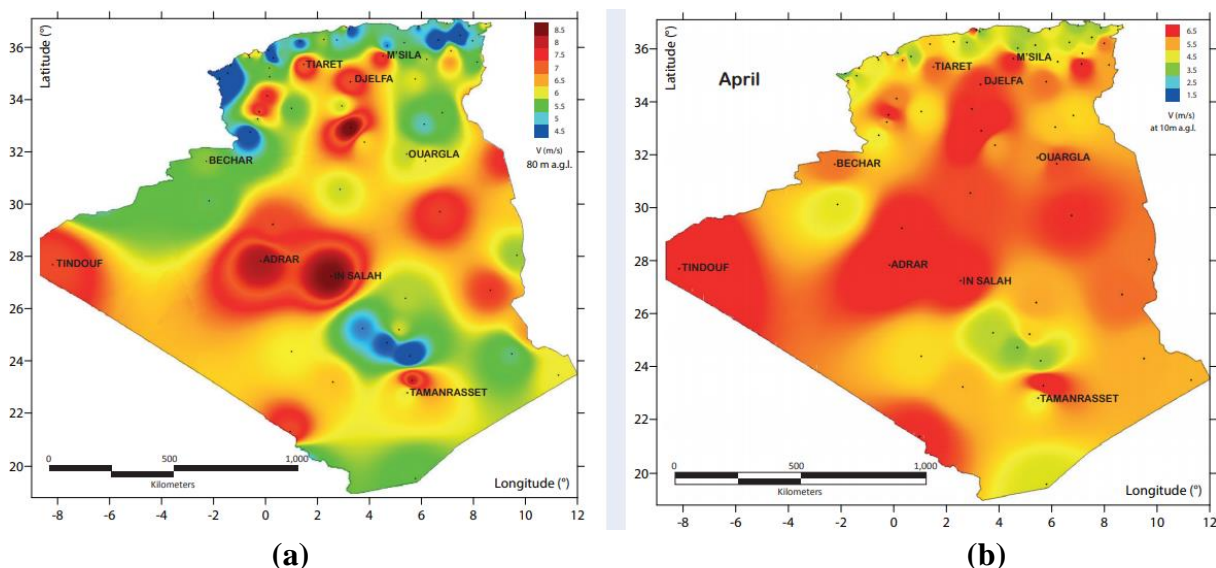 Latitude (°)
36
34
32
30
28
26
24
22
20
-8
-6
-4
-2
0
2
4
6
8
10
12
Longitude (°)
M'SILA
TIARET
DJELFA
OUARGLA
BECHAR
TINDOUF
ADRAR
IN SALAH
TAMANRASSET
8.5
8
7.5
7
6.5
6
5.5
5
4.5
V (m/s)
80 m a.g.l.
0
500
1,000
Kilometers
(a)
Latitude (°)
36
34
32
30
28
26
24
22
20
-8
-6
-4
-2
0
2
4
6
8
10
12
Longitude (°)
April
M'SILA
TIARET
DJELFA
OUARGLA
BECHAR
TINDOUF
ADRAR
IN SALAH
TAMANRASSET
6.5
5.5
4.5
3.5
2.5
1.5
V (m/s)
at 10m a.g.l.
0
500
1,000
Kilometers
(b)